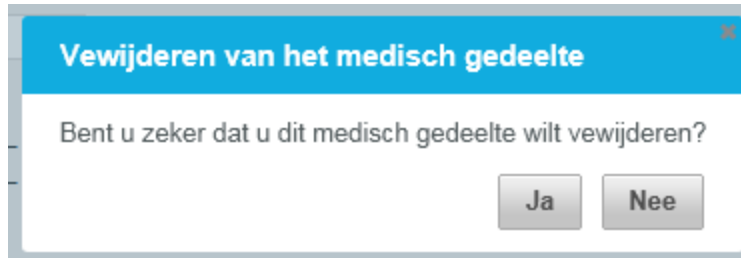 Vewijderen van het medisch gedeelte
Bent u zeker dat u dit medisch gedeelte wilt vewijderen?
Ja Nee